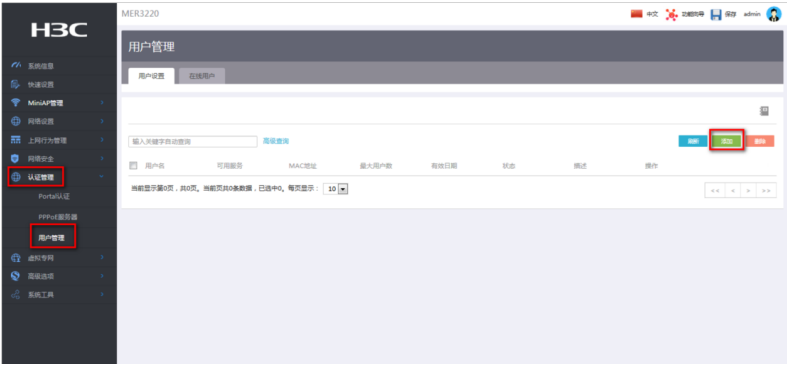 MER3220
中文 功能向导 保存 admin
H3C
用户管理
用户设置 在线用户
系统信息
快速设置
MiniAP管理
网络设置
上网行为管理
网络安全
认证管理
Portal认证
PPPoE服务器
用户管理
虚拟专网
高级选项
系统工具
输入关键字自动查询 高级查询 刷新 添加 删除
用户名 可用服务 MAC地址 最大用户数 有效日期 状态 描述 操作
当前显示第0页，共0页。当前页共0条数据，已选中0。每页显示： 10
<< < > >>